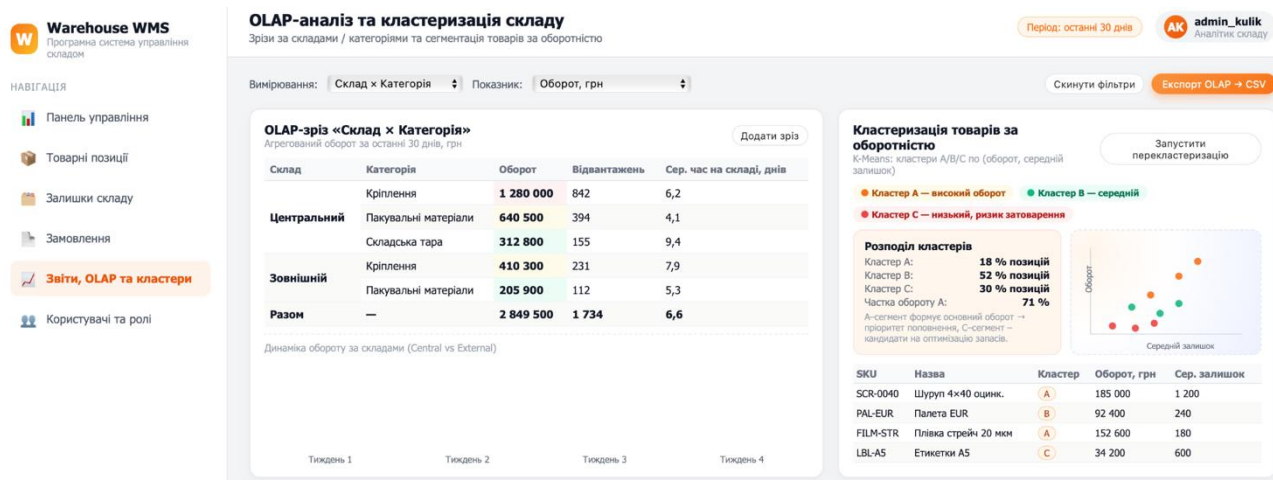 W
Warehouse WMS
Програмна система управління
складом
НАВІГАЦІЯ
Панель управління
Товарні позиції
Залишки складу
Замовлення
Звіти, OLAP та кластери
Користувачі та ролі
OLAP-аналіз та кластеризація складу
Зрізи за складами / категоріями та сегментація товарів за оборотністю
Період: останні 30 днів
AK
admin_kulik
Аналітик складу
Вимірювання: Склад × Категорія Показник: Оборот, грн
Скинути фільтри
Експорт OLAP → CSV
OLAP-зріз «Склад × Категорія»
Агрегований оборот за останні 30 днів, грн
Додати зріз
Склад Категорія Оборот Відвантажень Сер. час на складі, днів
Кріплення 1 280 000 842 6,2
Центральний Пакувальні матеріали 640 500 394 4,1
Складська тара 312 800 155 9,4
Кріплення 410 300 231 7,9
Зовнішній
Пакувальні матеріали 205 900 112 5,3
Разом — 2 849 500 1 734 6,6
Динаміка обороту за складами (Central vs External)
Тиждень 1 Тиждень 2 Тиждень 3 Тиждень 4
Кластеризація товарів за
оборотністю
K-Means: кластери A/B/C по (оборот, середній
залишок)
Запустити
перекластеризацію
Кластер A — високий оборот
Кластер B — середній
Кластер C — низький, ризик затоварення
Розподіл кластерів
Кластер A: 18 % позицій
Кластер B: 52 % позицій
Кластер C: 30 % позицій
Частка обороту A: 71 %
A-сегмент формує основний оборот →
пріоритет поповнення, C-сегмент –
кандидати на оптимізацію запасів.
Оборот
Середній залишок
SKU Назва Кластер Оборот, грн Сер. залишок
SCR-0040 Шуруп 4×40 оцинк. A 185 000 1 200
PAL-EUR Палета EUR B 92 400 240
FILM-STR Плівка стрейч 20 мкм A 152 600 180
LBL-A5 Етикетки A5 C 34 200 600